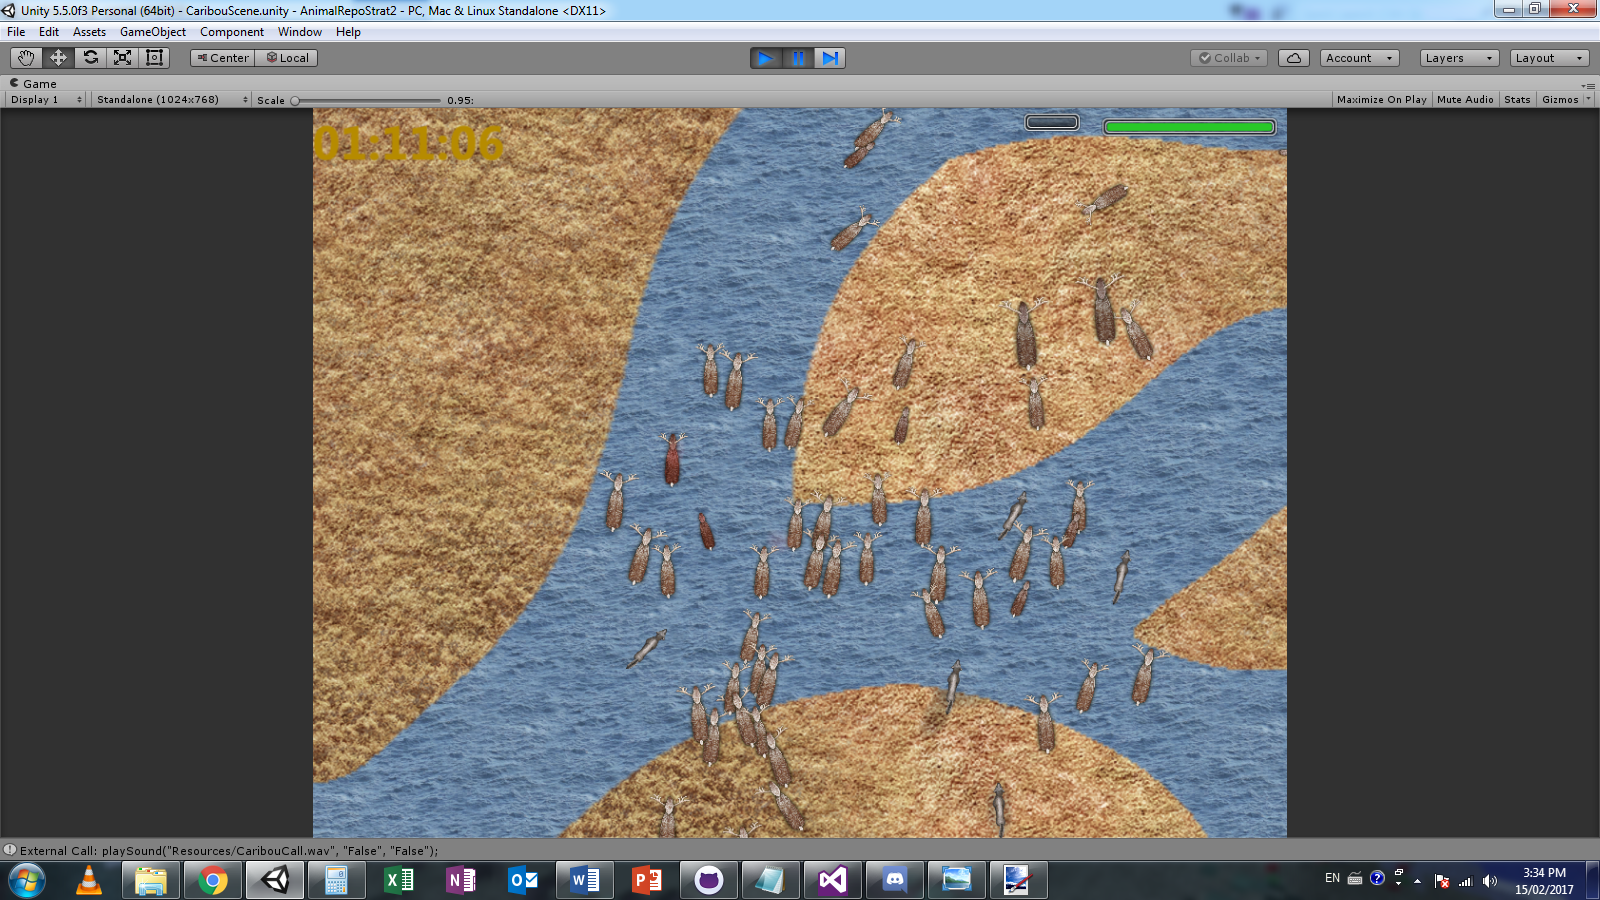 Unity 5.5.0f3 Personal (64bit) - CaribouScene.unity - AnimalRepoStrat2 - PC, Mac & Linux Standalone <DX11>
File Edit Assets GameObject Component Window Help
Center Local Collab Account Layers Layout
Game
Display 1 Standalone (1024x768) Scale 0.95: Maximize On Play Mute Audio Stats Gizmos
01:11:06
External Call: playSound("Resources/CaribouCall.wav", "False", "False");
EN 3:34 PM
15/02/2017